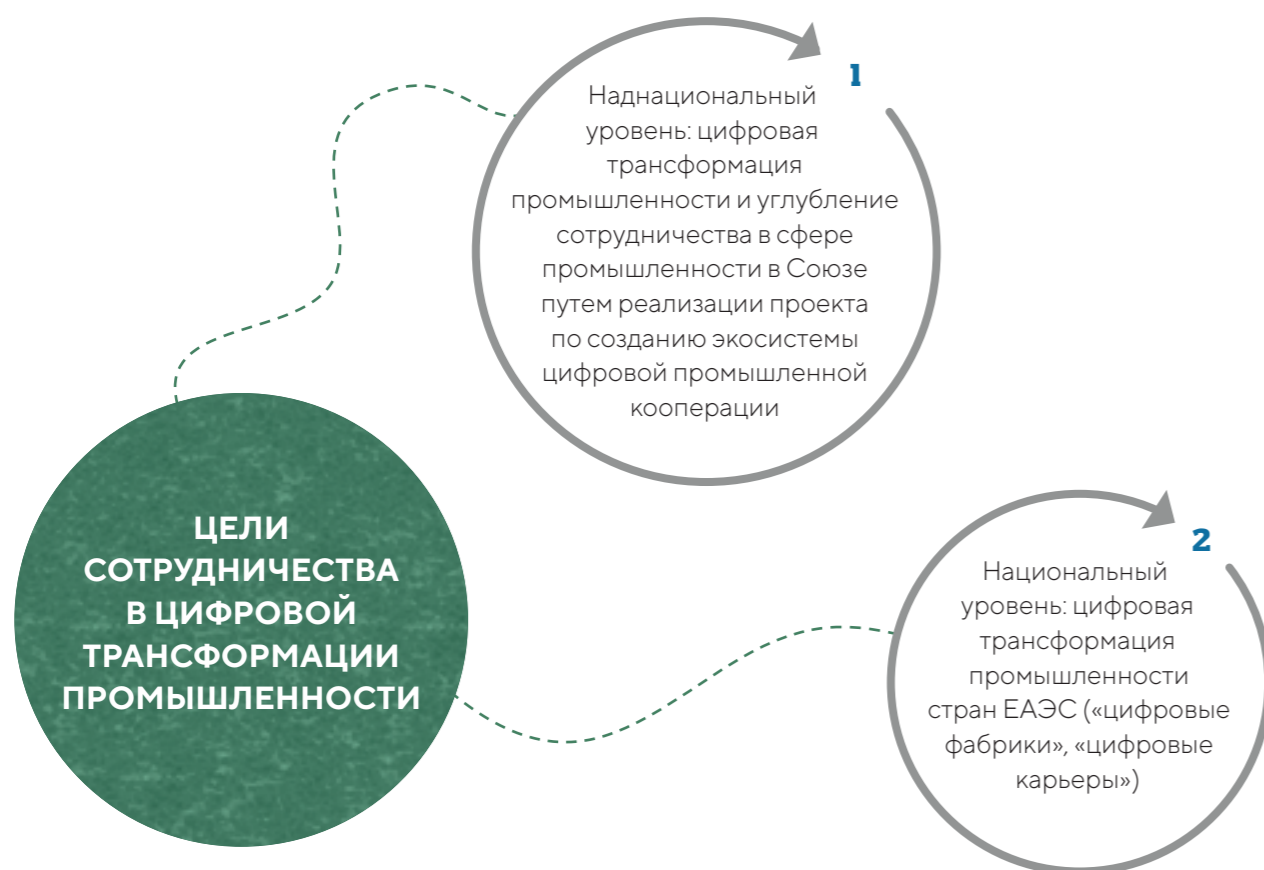 1
Наднациональный
уровень: цифровая
трансформация
промышленности и углубление
сотрудничества в сфере
промышленности в Союзе
путем реализации проекта
по созданию экосистемы
цифровой промышленной
кооперации
ЦЕЛИ
СОТРУДНИЧЕСТВА
В ЦИФРОВОЙ
ТРАНСФОРМАЦИИ
ПРОМЫШЛЕННОСТИ
2
Национальный
уровень: цифровая
трансформация
промышленности
стран ЕАЭС («цифровые
фабрики», «цифровые
карьеры»)